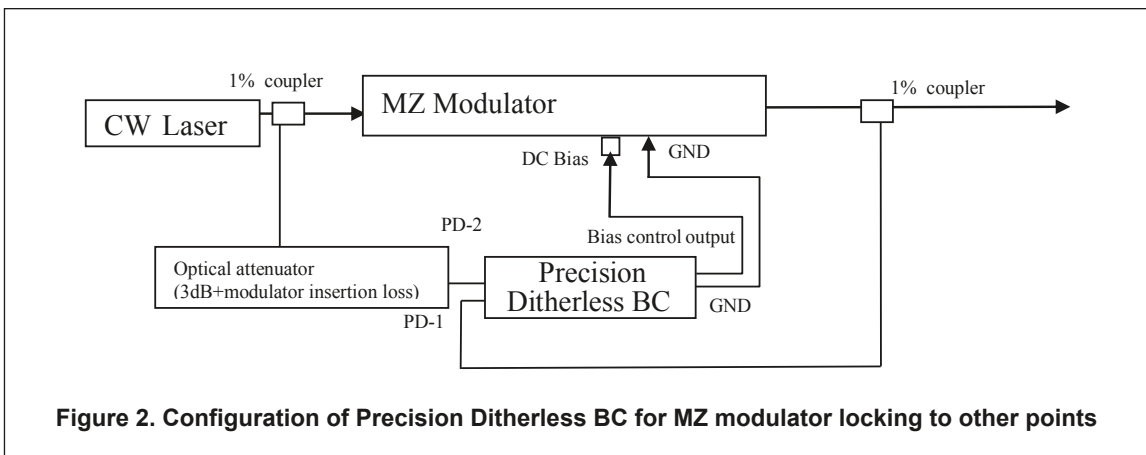 1% coupler
1% coupler
MZ Modulator
CW Laser
DC Bias
GND
PD-2
Bias control output
Optical attenuator
(3dB+modulator insertion loss)
Precision
Ditherless BC
GND
PD-1
Figure 2. Configuration of Precision Ditherless BC for MZ modulator locking to other points